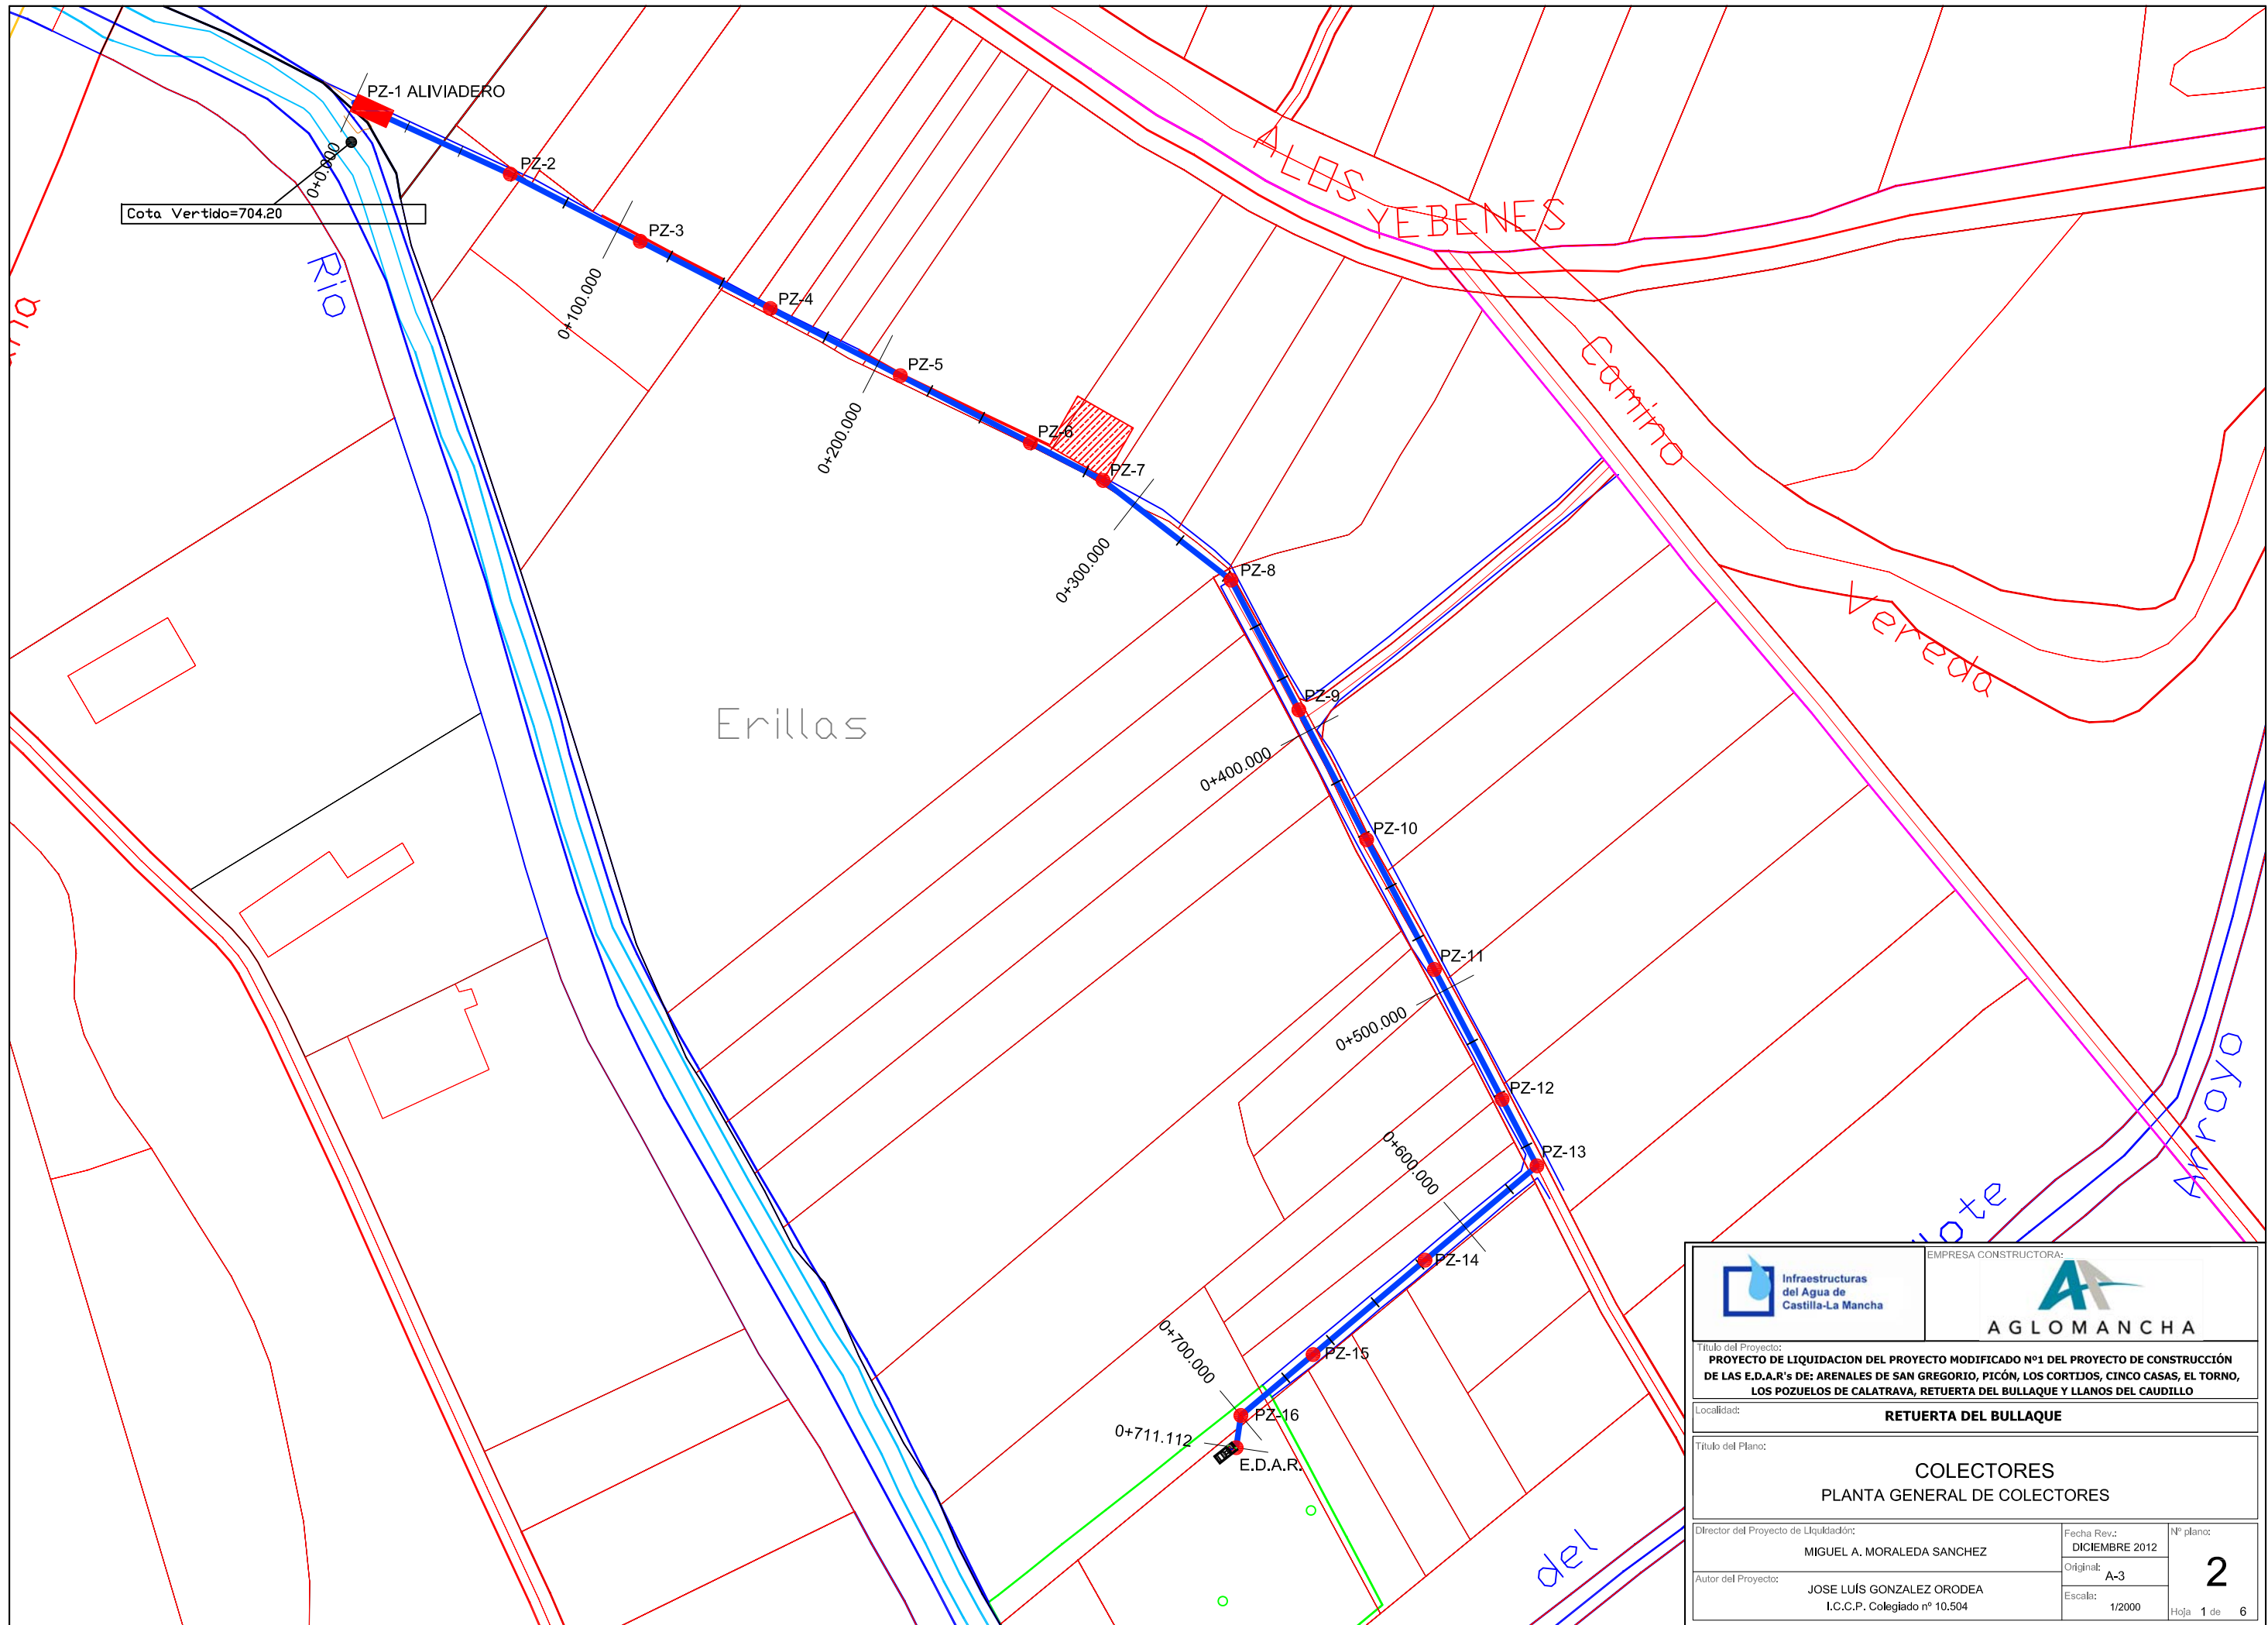 PZ-1 ALIVIADERO
0+0.000
Cota Vertido=704.20
Río
PZ-2
PZ-3
0+100.000
PZ-4
PZ-5
0+200.000
PZ-6
PZ-7
0+300.000
PZ-8
PZ-9
0+400.000
PZ-10
PZ-11
0+500.000
PZ-12
PZ-13
0+600.000
PZ-14
PZ-15
0+700.000
PZ-16
0+711.112
E.D.A.R.
A LOS
YEBENES
Camino
Vereda
Erillas
Arroyo
del
EMPRESA CONSTRUCTORA:
Infraestructuras
del Agua de
Castilla-La Mancha
AGLOMANCHA
Título del Proyecto:
PROYECTO DE LIQUIDACION DEL PROYECTO MODIFICADO Nº1 DEL PROYECTO DE CONSTRUCCIÓN
DE LAS E.D.A.R's DE: ARENALES DE SAN GREGORIO, PICÓN, LOS CORTIJOS, CINCO CASAS, EL TORNO,
LOS POZUELOS DE CALATRAVA, RETUERTA DEL BULLAQUE Y LLANOS DEL CAUDILLO
Localidad:
RETUERTA DEL BULLAQUE
Título del Plano:
COLECTORES
PLANTA GENERAL DE COLECTORES
Director del Proyecto de Liquidación:
MIGUEL A. MORALEDA SANCHEZ
Autor del Proyecto:
JOSE LUÍS GONZALEZ ORODEA
I.C.C.P. Colegiado nº 10.504
Fecha Rev.:
DICIEMBRE 2012
Original:
A-3
Escala:
1/2000
Nº plano:
2
Hoja 1 de 6